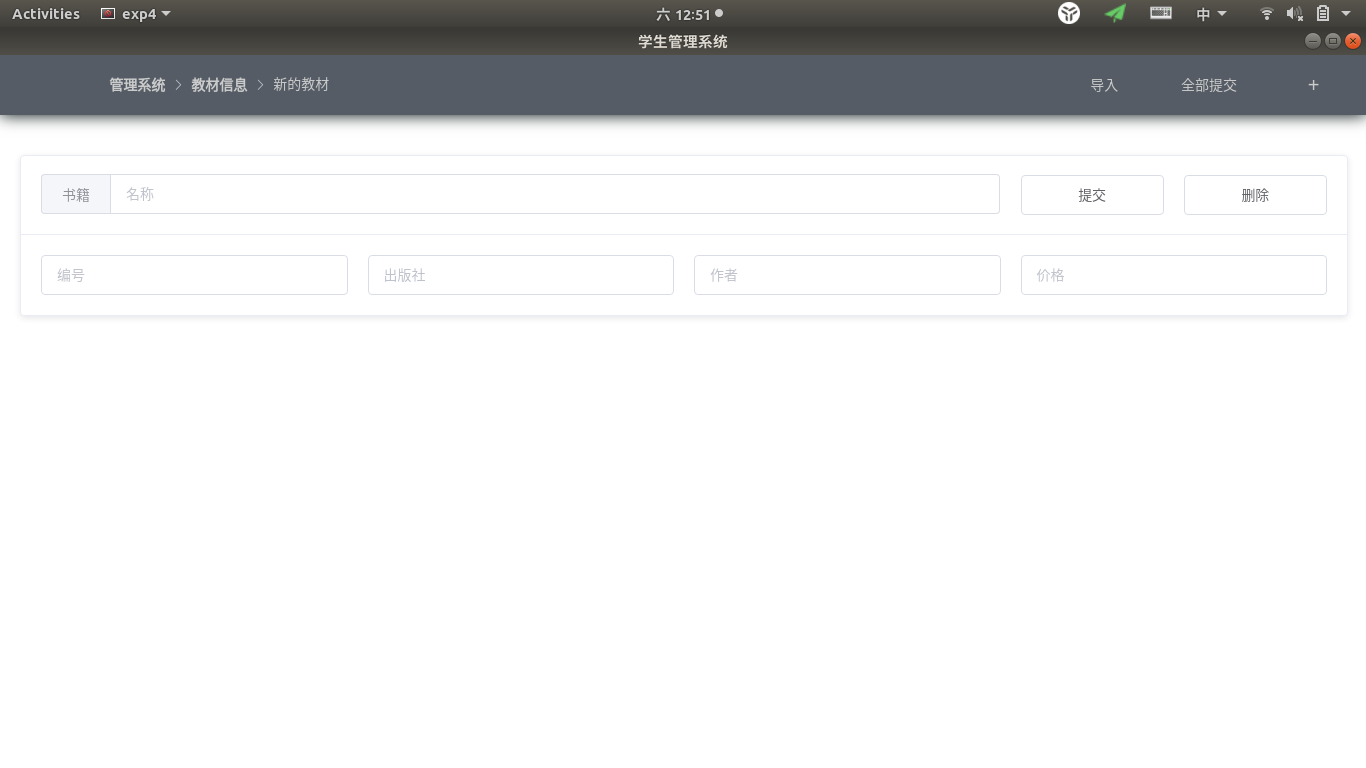 Activities exp4 六 12:51 中
学生管理系统
管理系统 > 教材信息 > 新的教材 导入 全部提交 +
书籍 名称 提交 删除
编号 出版社 作者 价格